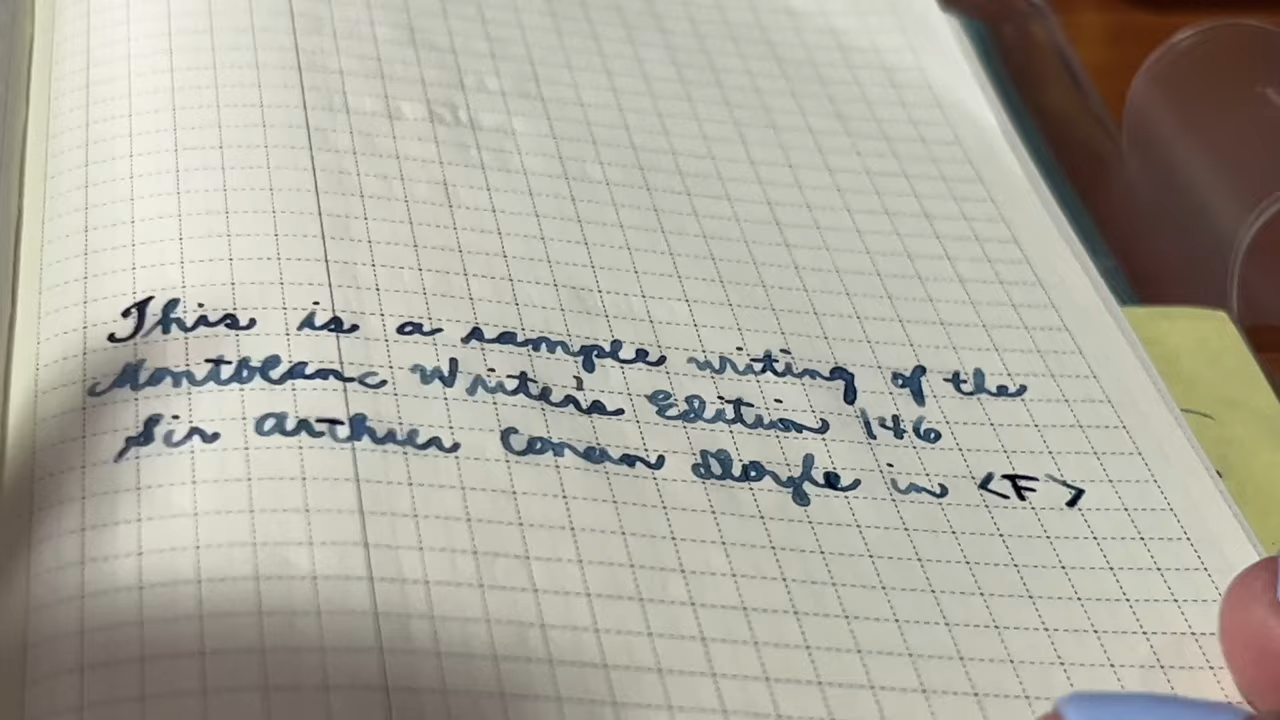 This is a sample writing of the
Montblanc Writer's Edition 146
Sir Arthur Conan Doyle in <F>